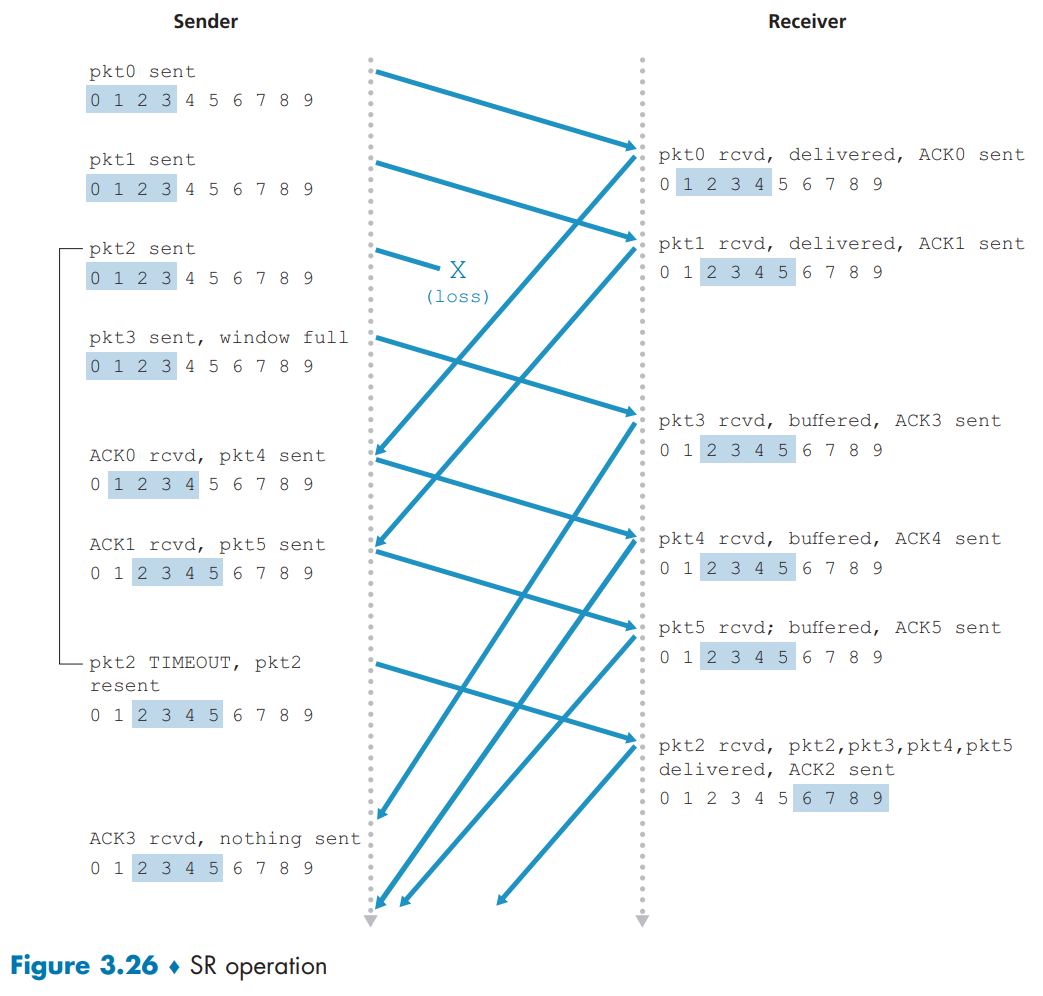 Sender
Receiver
pkt0 sent
0 1 2 3 4 5 6 7 8 9
pkt0 rcvd, delivered, ACK0 sent
0 1 2 3 4 5 6 7 8 9
pkt1 sent
0 1 2 3 4 5 6 7 8 9
pkt1 rcvd, delivered, ACK1 sent
0 1 2 3 4 5 6 7 8 9
pkt2 sent
0 1 2 3 4 5 6 7 8 9
X
(loss)
pkt3 sent, window full
0 1 2 3 4 5 6 7 8 9
pkt3 rcvd, buffered, ACK3 sent
0 1 2 3 4 5 6 7 8 9
ACK0 rcvd, pkt4 sent
0 1 2 3 4 5 6 7 8 9
pkt4 rcvd, buffered, ACK4 sent
0 1 2 3 4 5 6 7 8 9
ACK1 rcvd, pkt5 sent
0 1 2 3 4 5 6 7 8 9
pkt5 rcvd; buffered, ACK5 sent
0 1 2 3 4 5 6 7 8 9
pkt2 TIMEOUT, pkt2
resent
0 1 2 3 4 5 6 7 8 9
pkt2 rcvd, pkt2,pkt3,pkt4,pkt5
delivered, ACK2 sent
0 1 2 3 4 5 6 7 8 9
ACK3 rcvd, nothing sent
0 1 2 3 4 5 6 7 8 9
Figure 3.26 ♦ SR operation